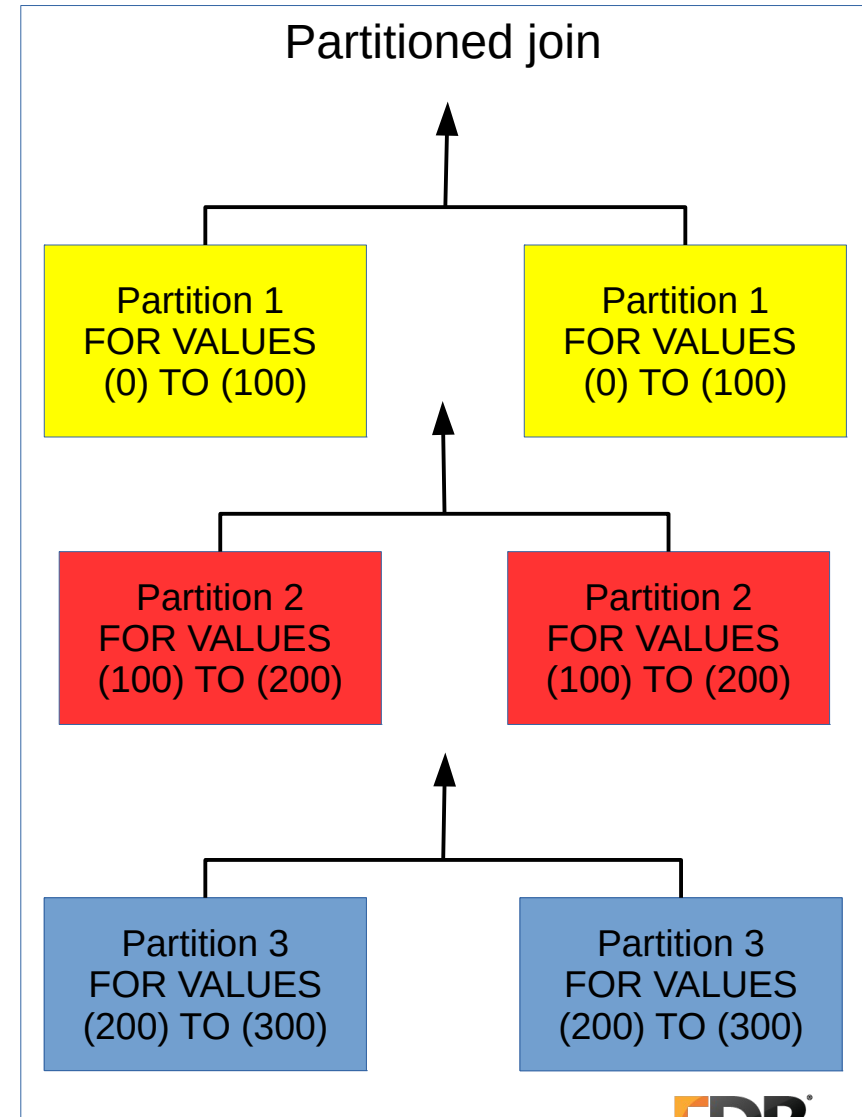 Partitioned join
Partition 1
FOR VALUES
(0) TO (100)
Partition 1
FOR VALUES
(0) TO (100)
Partition 2
FOR VALUES
(100) TO (200)
Partition 2
FOR VALUES
(100) TO (200)
Partition 3
FOR VALUES
(200) TO (300)
Partition 3
FOR VALUES
(200) TO (300)